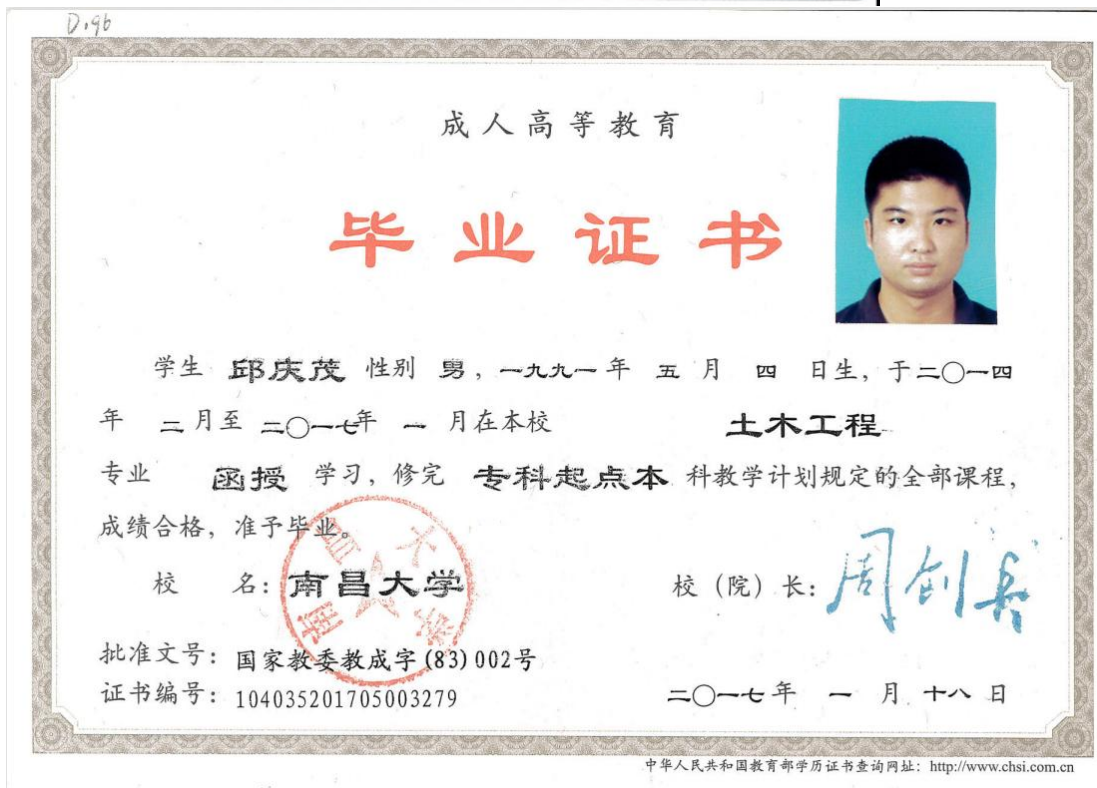 D.96
成人高等教育
毕业证书
学生 邱庆茂 性别 男，一九九一年 五 月 四 日生，于二〇一四
年 二月至 二〇一七年 一 月在本校 土木工程
专业 函授 学习，修完 专科起点本 科教学计划规定的全部课程，
成绩合格，准予毕业。
校 名：南昌大学 校（院）长：周创兵
南昌大学
批准文号：国家教委教成字(83)002号
证书编号：104035201705003279 二〇一七年 一 月 十八 日
中华人民共和国教育部学历证书查询网址：http://www.chsi.com.cn